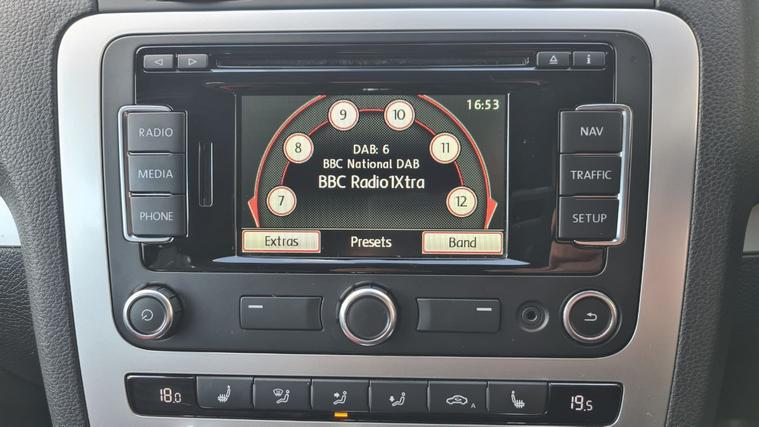 RADIO
MEDIA
PHONE
16:53
9 10
8 11
7 12
DAB: 6
BBC National DAB
BBC Radio1Xtra
Extras Presets Band
NAV
TRAFFIC
SETUP
i
18.0 A 19.5